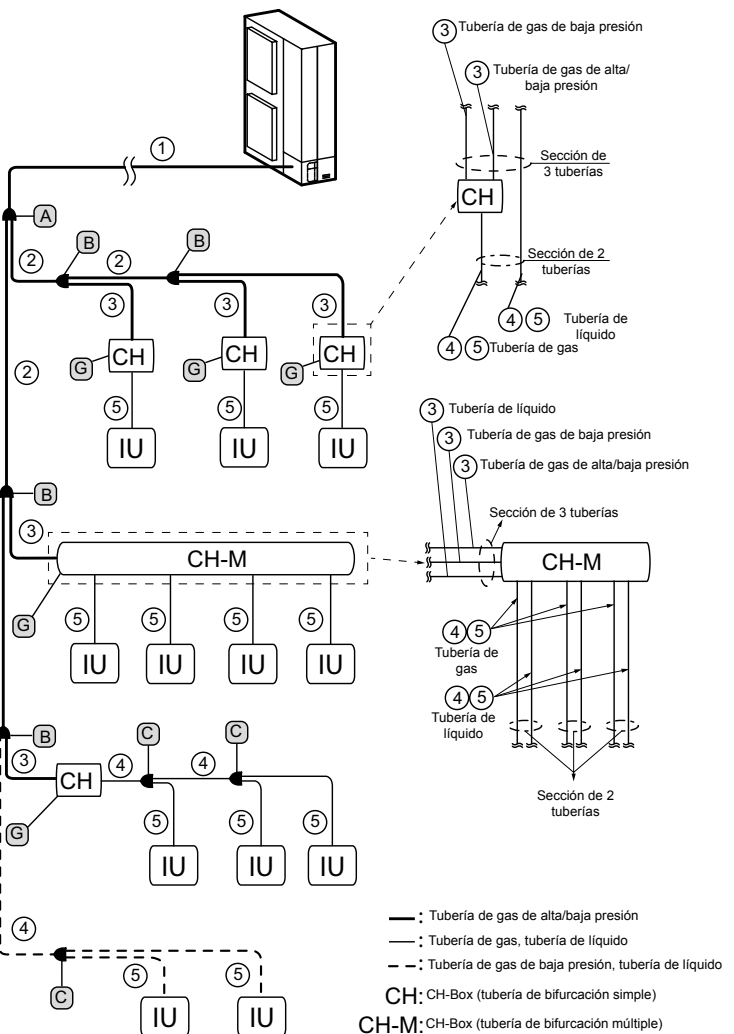 1
3 Tubería de gas de baja presión
3 Tubería de gas de alta/
baja presión
Sección de
3 tuberías
CH
Sección de 2
tuberías
4 5 Tubería de
líquido
4 5 Tubería de gas
A
2 B 2 B
3 3 3
G CH G CH G CH
2
5 5 5
IU IU IU
3 Tubería de líquido
3 Tubería de gas de baja presión
3 Tubería de gas de alta/baja presión
Sección de 3 tuberías
B
3
CH-M
CH-M
G
5 5 5 5
IU IU IU IU
4 5
Tubería de
gas
4 5
Tubería de
líquido
Sección de 2
tuberías
B
3
CH
G
4 C 4 C
5 5 5
IU IU IU
4
C
5 5
IU IU
: Tubería de gas de alta/baja presión
: Tubería de gas, tubería de líquido
: Tubería de gas de baja presión, tubería de líquido
CH: CH-Box (tubería de bifurcación simple)
CH-M: CH-Box (tubería de bifurcación múltiple)